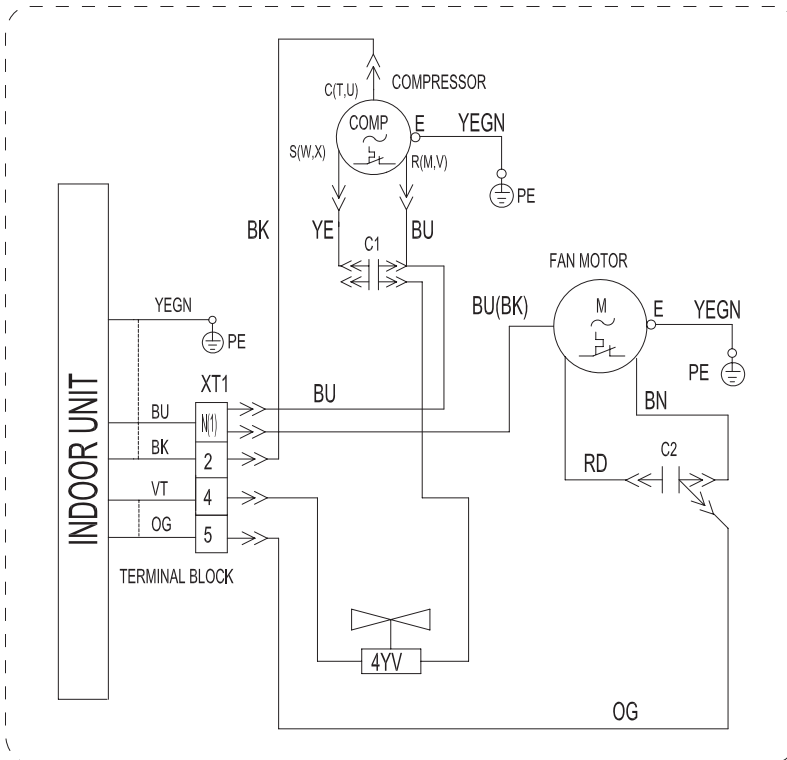 C(T,U)
COMPRESSOR
COMP
E
YEGN
S(W,X)
R(M,V)
PE
BK
YE
BU
C1
FAN MOTOR
BU(BK)
M
E
YEGN
PE
YEGN
PE
XT1
BU
BU
N(1)
BK
2
VT
4
OG
5
TERMINAL BLOCK
INDOOR UNIT
BN
C2
RD
4YV
OG